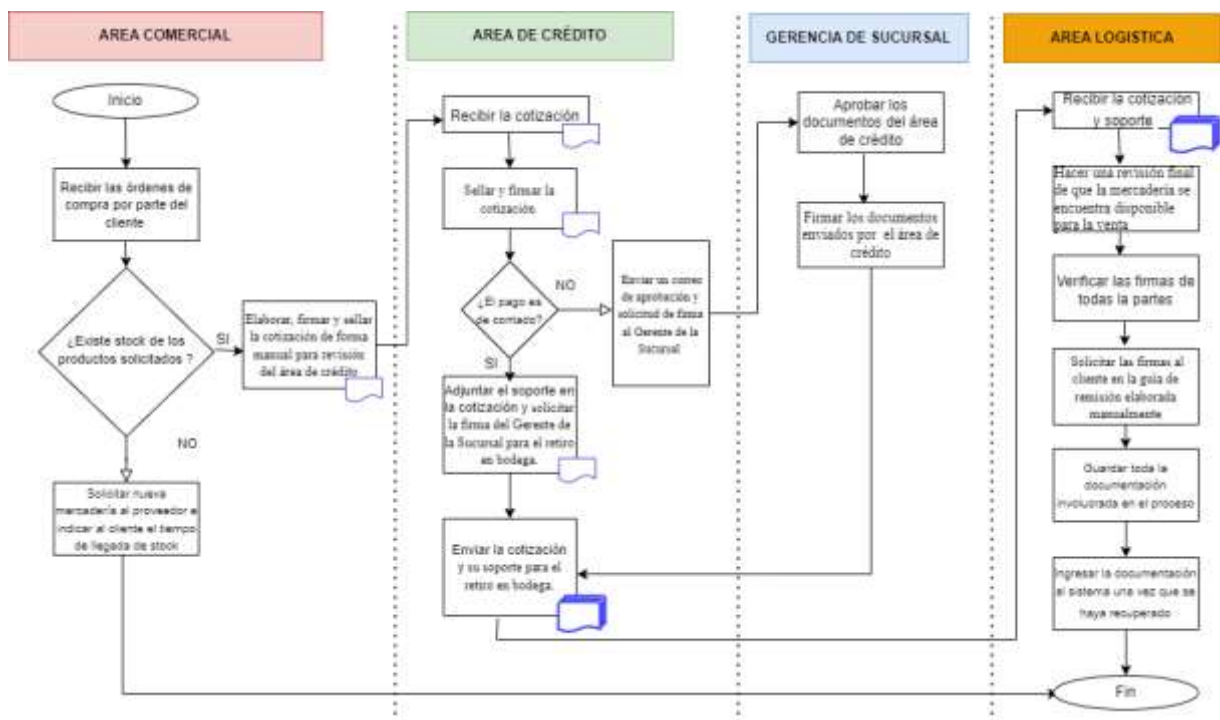 AREA COMERCIAL
Inicio
Recibir las órdenes de
compra por parte del
cliente
¿Existe stock de los
productos solicitados ?
SI
NO
Elaborar, firmar y sellar
la cotización de forma
manual para revisión
del área de crédito
Solicitar nueva
mercadería al proveedor e
indicar al cliente el tiempo
de llegada de stock
AREA DE CRÉDITO
Recibir la cotización
Sellar y firmar la
cotización
¿El pago es
de contado?
NO
SI
Enviar un correo
de aprobación y
solicitud de firma
al Gerente de la
Sucursal
Adjuntar el soporte en
la cotización y solicitar
la firma del Gerente de
la Sucursal para el retiro
en bodega.
Enviar la cotización
y su soporte para el
retiro en bodega.
GERENCIA DE SUCURSAL
Aprobar los
documentos del área
de crédito
Firmar los documentos
enviados por el área de
crédito
AREA LOGISTICA
Recibir la cotización
y soporte
Hacer una revisión final
de que la mercadería se
encuentra disponible
para la venta
Verificar las firmas de
todas la partes
Solicitar las firmas al
cliente en la guía de
remisión elaborada
manualmente
Guardar toda la
documentación
involucrada en el proceso
Ingresar la documentación
al sistema una vez que se
haya recuperado
Fin